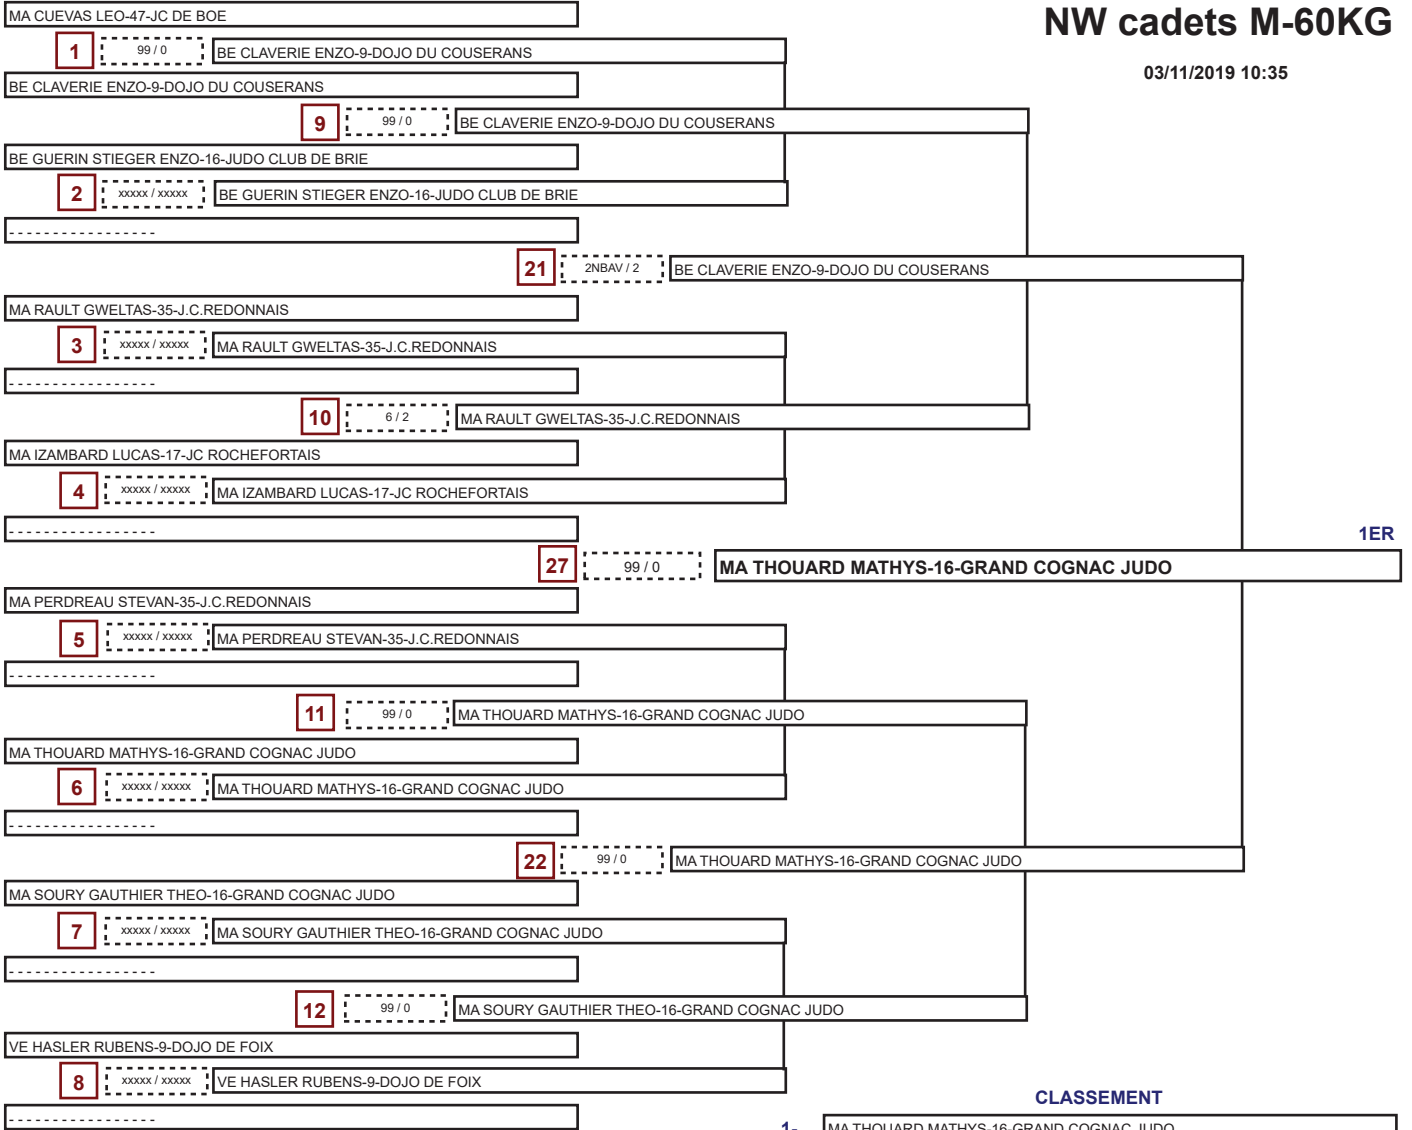 NW cadets M-60KG
03/11/2019 10:35
MA CUEVAS LEO-47-JC DE BOE
1 99 / 0 BE CLAVERIE ENZO-9-DOJO DU COUSERANS
BE CLAVERIE ENZO-9-DOJO DU COUSERANS
9 99 / 0 BE CLAVERIE ENZO-9-DOJO DU COUSERANS
BE GUERIN STIEGER ENZO-16-JUDO CLUB DE BRIE
2 xxxxx / xxxxx BE GUERIN STIEGER ENZO-16-JUDO CLUB DE BRIE
- - - - - - - - - - - - - - - - -
21 2NBAV / 2 BE CLAVERIE ENZO-9-DOJO DU COUSERANS
MA RAULT GWELTAS-35-J.C.REDONNAIS
3 xxxxx / xxxxx MA RAULT GWELTAS-35-J.C.REDONNAIS
- - - - - - - - - - - - - - - - -
10 6 / 2 MA RAULT GWELTAS-35-J.C.REDONNAIS
MA IZAMBARD LUCAS-17-JC ROCHEFORTAIS
4 xxxxx / xxxxx MA IZAMBARD LUCAS-17-JC ROCHEFORTAIS
- - - - - - - - - - - - - - - - -
1ER
27 99 / 0 MA THOUARD MATHYS-16-GRAND COGNAC JUDO
MA PERDREAU STEVAN-35-J.C.REDONNAIS
5 xxxxx / xxxxx MA PERDREAU STEVAN-35-J.C.REDONNAIS
- - - - - - - - - - - - - - - - -
11 99 / 0 MA THOUARD MATHYS-16-GRAND COGNAC JUDO
MA THOUARD MATHYS-16-GRAND COGNAC JUDO
6 xxxxx / xxxxx MA THOUARD MATHYS-16-GRAND COGNAC JUDO
- - - - - - - - - - - - - - - - -
22 99 / 0 MA THOUARD MATHYS-16-GRAND COGNAC JUDO
MA SOURY GAUTHIER THEO-16-GRAND COGNAC JUDO
7 xxxxx / xxxxx MA SOURY GAUTHIER THEO-16-GRAND COGNAC JUDO
- - - - - - - - - - - - - - - - -
12 99 / 0 MA SOURY GAUTHIER THEO-16-GRAND COGNAC JUDO
VE HASLER RUBENS-9-DOJO DE FOIX
8 xxxxx / xxxxx VE HASLER RUBENS-9-DOJO DE FOIX
- - - - - - - - - - - - - - - - -
CLASSEMENT
1- MA THOUARD MATHYS-16-GRAND COGNAC JUDO